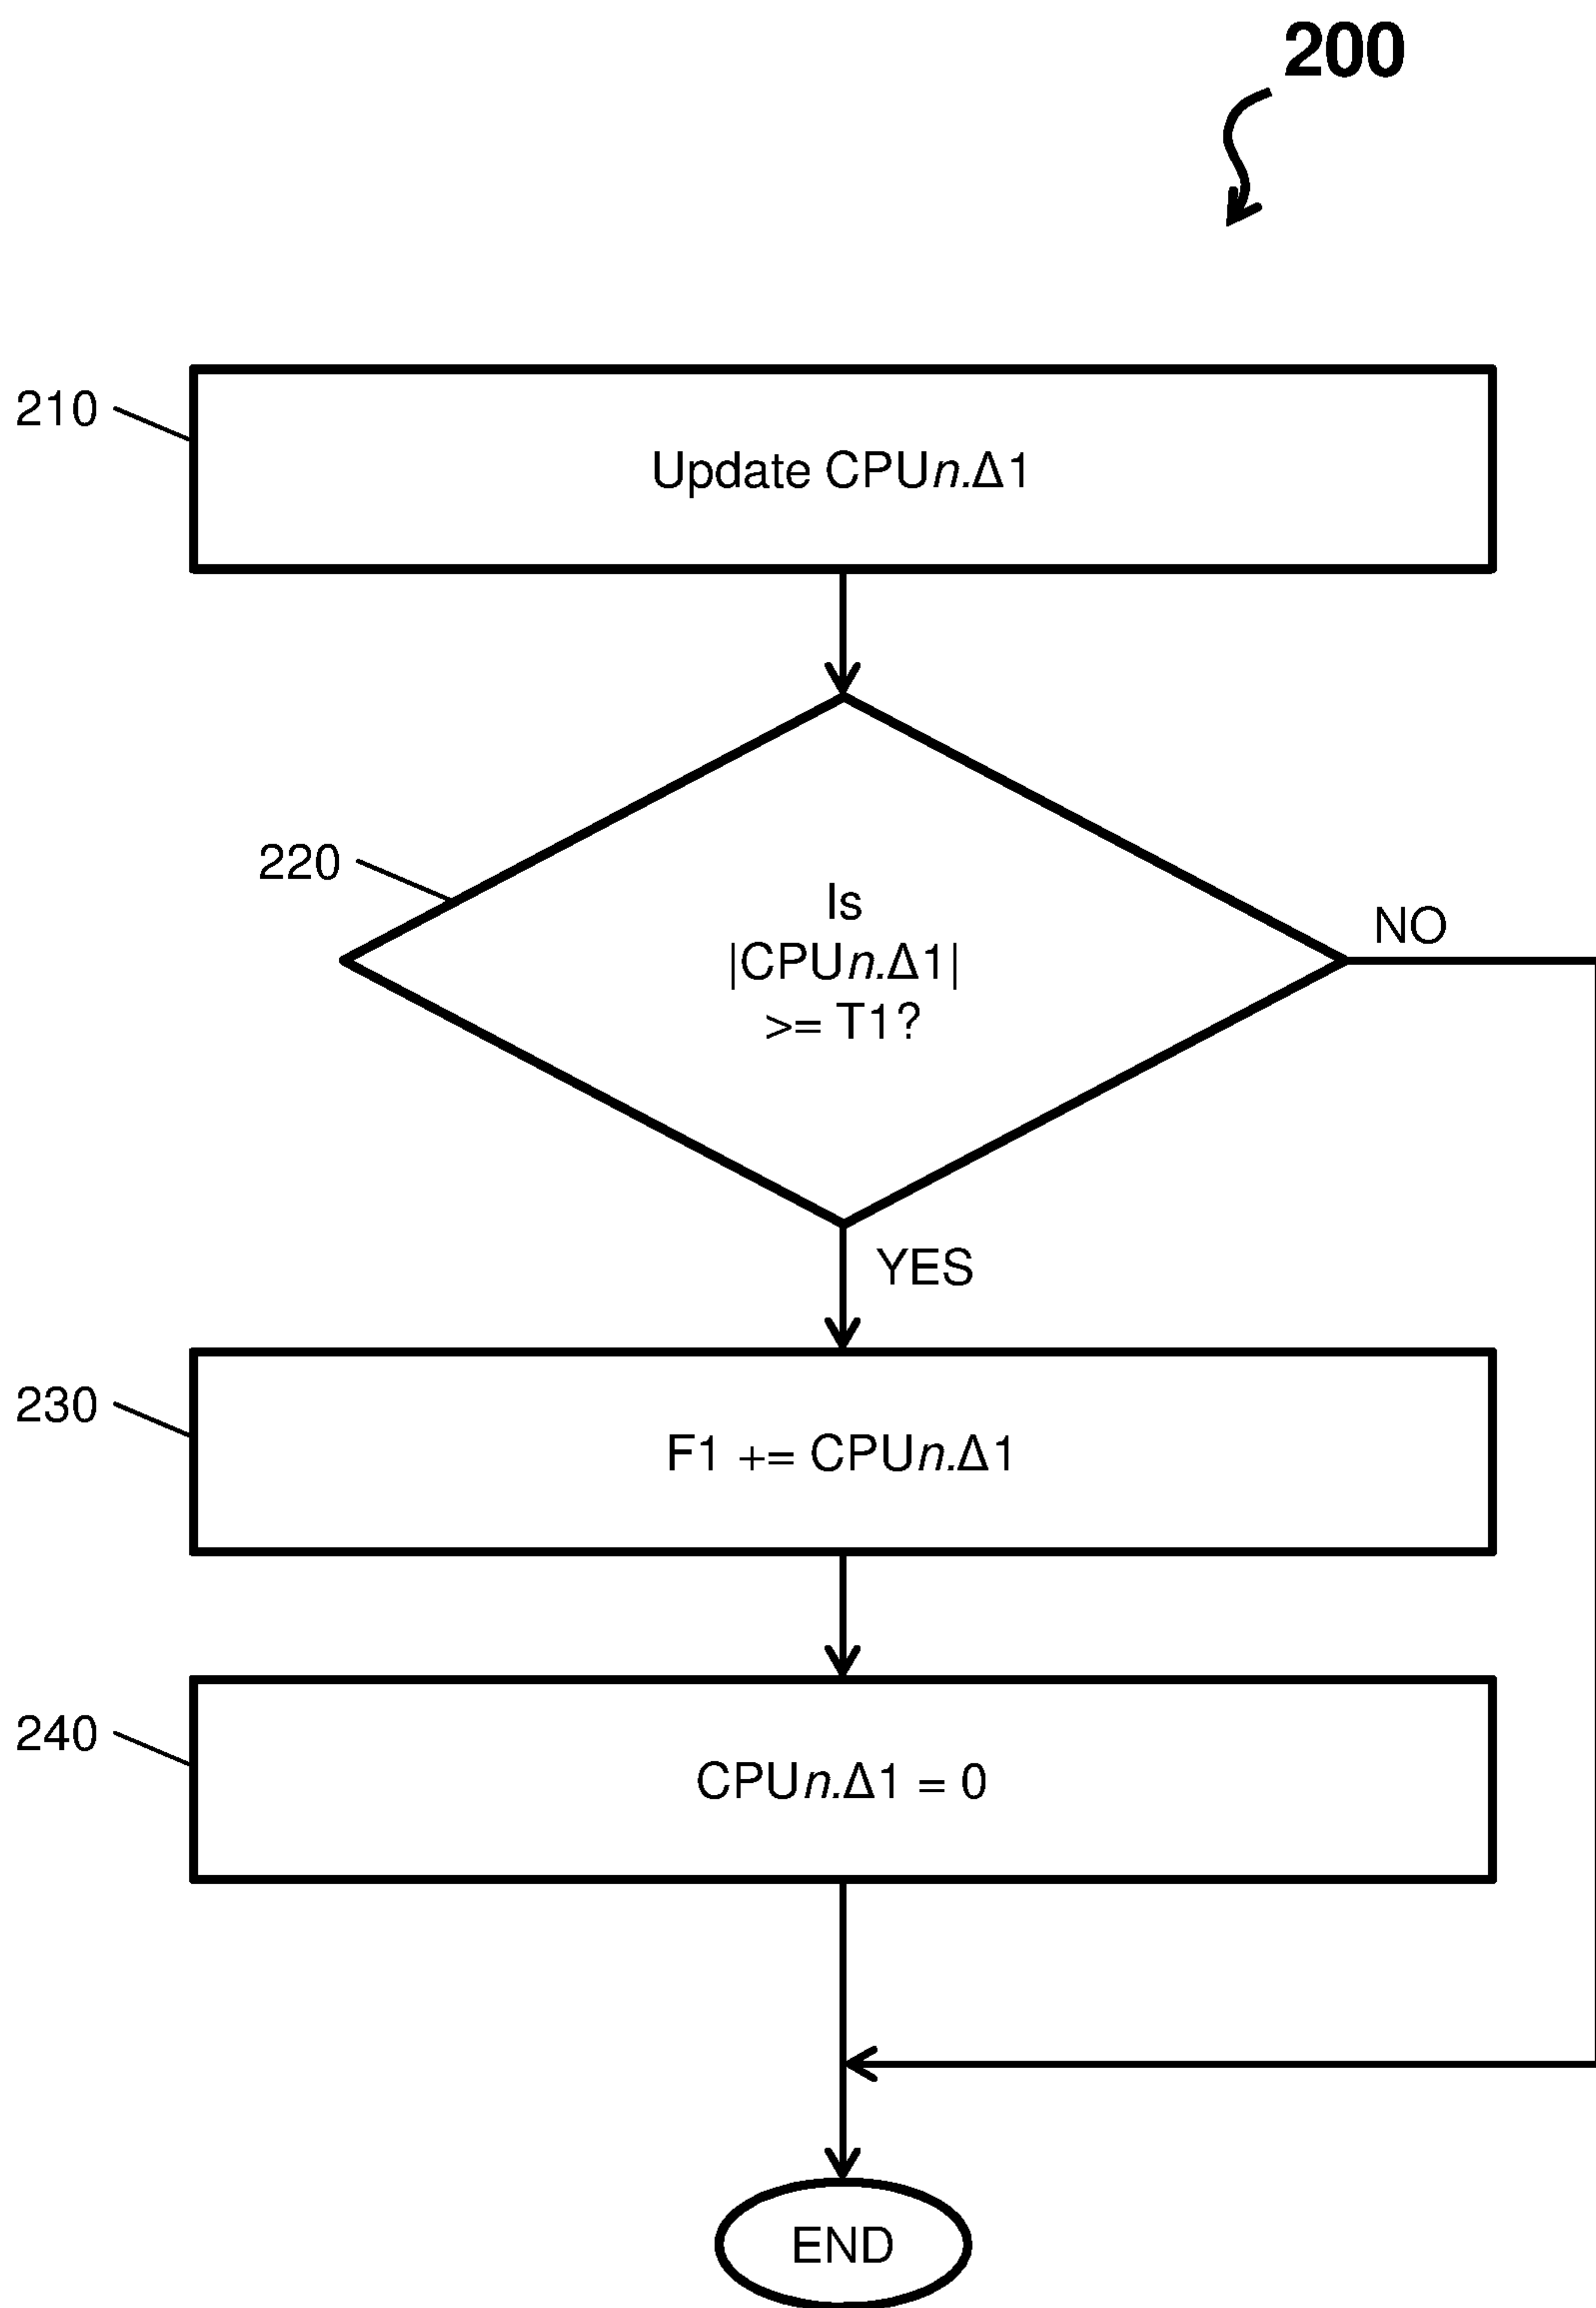 200
210
Update CPUn.Δ1
220
Is
|CPUn.Δ1|
>= T1?
NO
YES
230
F1 += CPUn.Δ1
240
CPUn.Δ1 = 0
END